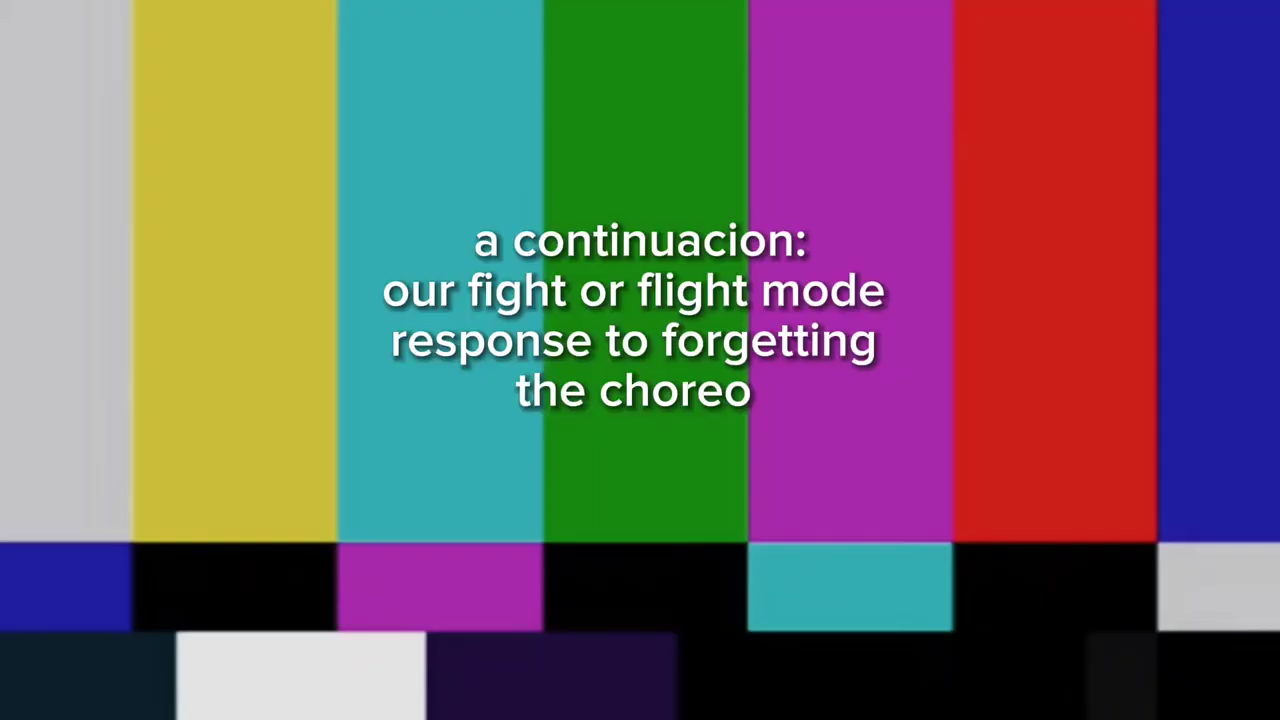 a continuacion:
our fight or flight mode
response to forgetting
the choreo